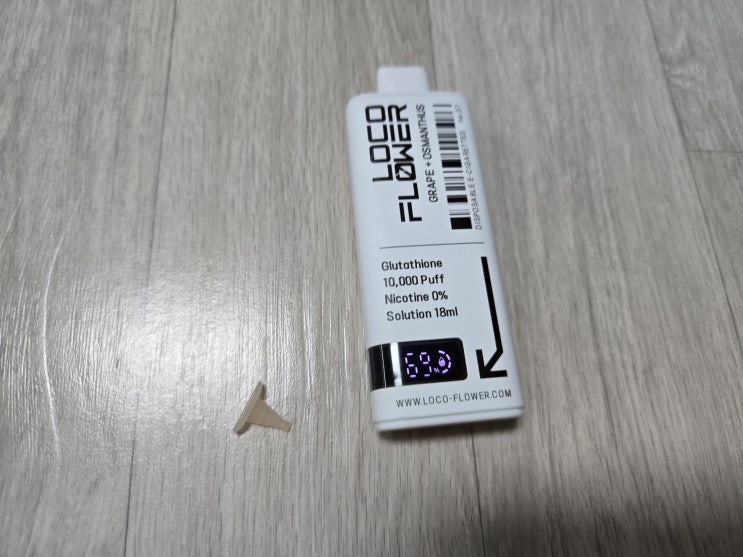 LOCO
FLOWER
GRAPE + OSMANTHUS
DISPOSABLE E-CIGARETTES
Glutathione
10,000 Puff
Nicotine 0%
Solution 18ml
69%
WWW.LOCO-FLOWER.COM